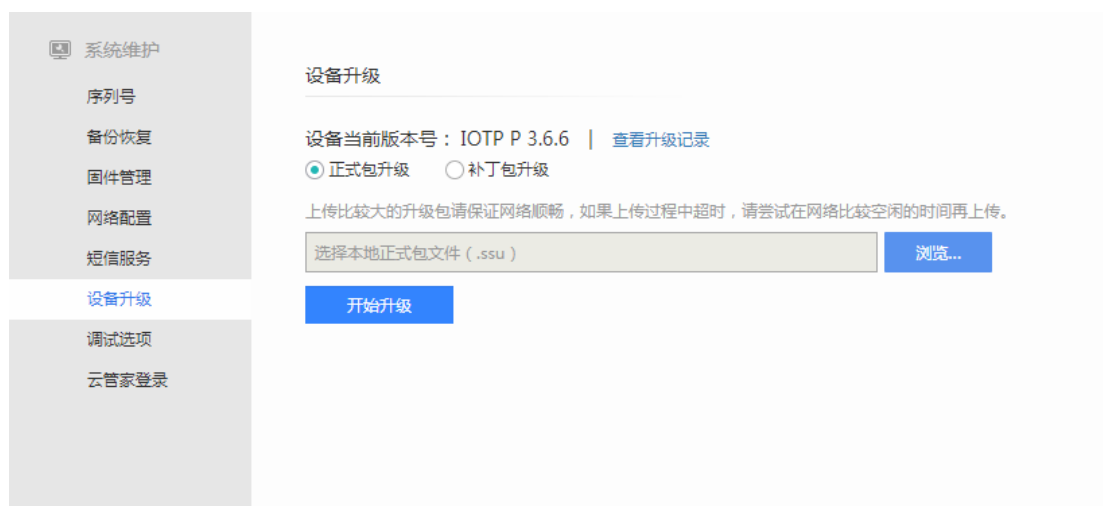 系统维护
序列号
备份恢复
固件管理
网络配置
短信服务
设备升级
调试选项
云管家登录
设备升级
设备当前版本号： IOTP P 3.6.6 | 查看升级记录
正式包升级 补丁包升级
上传比较大的升级包请保证网络顺畅，如果上传过程中超时，请尝试在网络比较空闲的时间再上传。
选择本地正式包文件（.ssu） 浏览...
开始升级